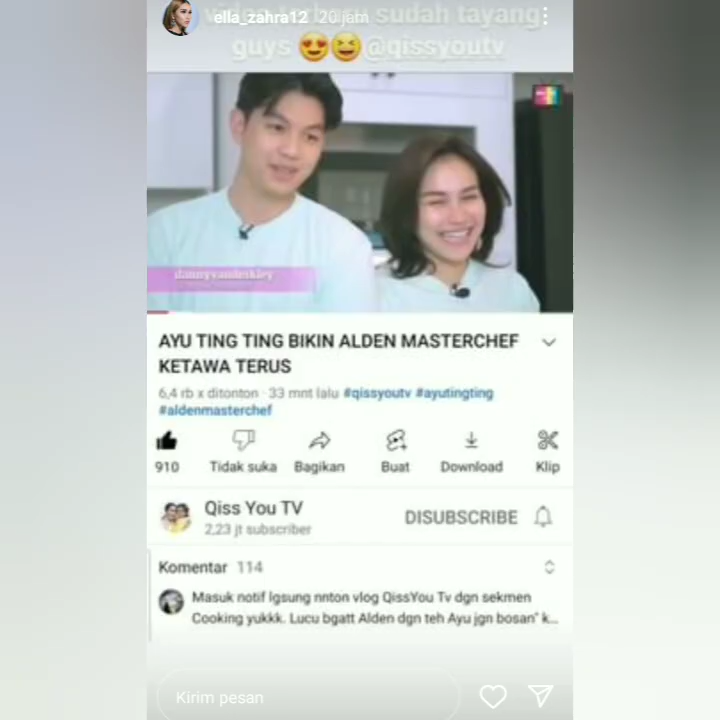 ella_zahra12 20 jam
video terbaru sudah tayang
guys 😍😆 @qissyoutv
AYU TING TING BIKIN ALDEN MASTERCHEF
KETAWA TERUS
6,4 rb x ditonton · 33 mnt lalu #qissyoutv #ayutingting
#aldenmasterchef
910 Tidak suka Bagikan Buat Download Klip
Qiss You TV
2,23 jt subscriber
DISUBSCRIBE
Komentar 114
Masuk notif lgsung nnton vlog QissYou Tv dgn sekmen
Cooking yukkk. Lucu bgatt Alden dgn teh Ayu jgn bosan" k...
Kirim pesan